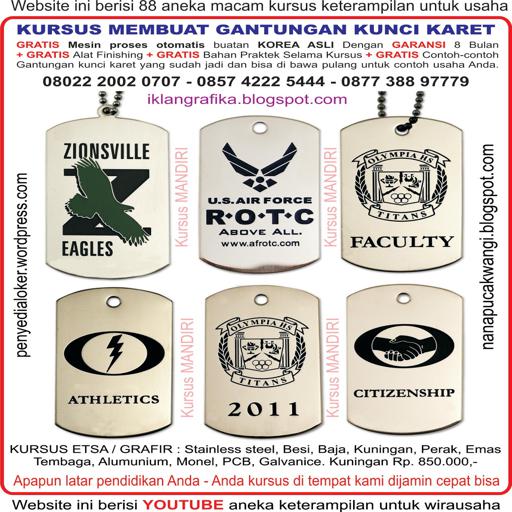 Website ini berisi 88 aneka macam kursus keterampilan untuk usaha
KURSUS MEMBUAT GANTUNGAN KUNCI KARET
GRATIS Mesin proses otomatis buatan KOREA ASLI Dengan GARANSI 8 Bulan
+ GRATIS Alat Finishing + GRATIS Bahan Praktek Selama Kursus + GRATIS Contoh-contoh
Gantungan kunci karet yang sudah jadi dan bisa di bawa pulang untuk contoh usaha Anda.
08022 2002 0707 - 0857 4222 5444 - 0877 388 97779
iklangrafika.blogspot.com
penyedialoker.wordpress.com
ZIONSVILLE
Z
EAGLES
Kursus MANDIRI
U.S. AIR FORCE
R·O·T·C
ABOVE ALL.
www.afrotc.com
Kursus MANDIRI
OLYMPIA HS
TITANS
FACULTY
nanapucakwangi.blogspot.com
ATHLETICS
Kursus MANDIRI
OLYMPIA HS
TITANS
2011
Kursus MANDIRI
CITIZENSHIP
KURSUS ETSA / GRAFIR : Stainless steel, Besi, Baja, Kuningan, Perak, Emas
Tembaga, Alumunium, Monel, PCB, Galvanice. Kuningan Rp. 850.000,-
Apapun latar pendidikan Anda - Anda kursus di tempat kami dijamin cepat bisa
Website ini berisi YOUTUBE aneka keterampilan untuk wirausaha